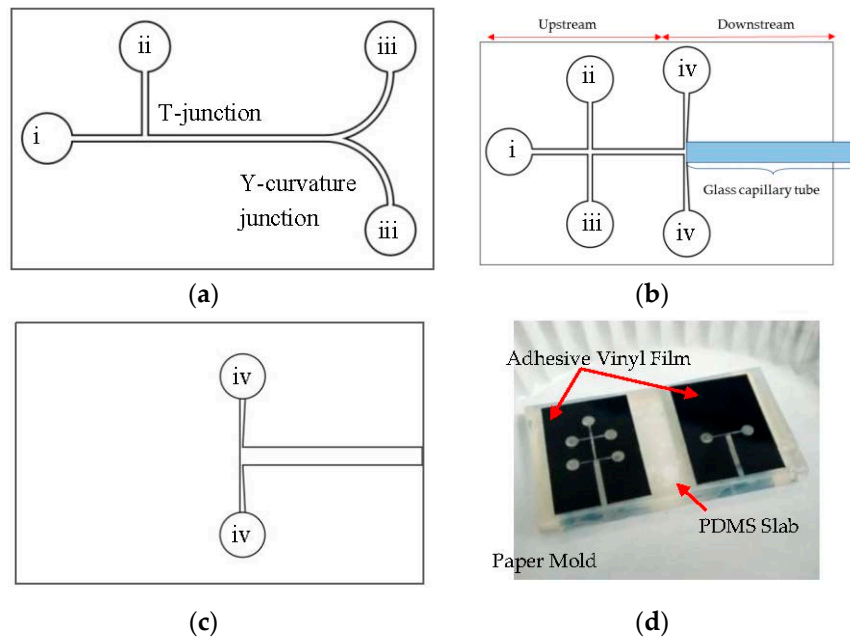 i
ii
iii
T-junction
Y-curvature
junction
iii
(a)
Upstream
Downstream
i
ii
iii
iv
iv
Glass capillary tube
(b)
iv
iv
(c)
Adhesive Vinyl Film
PDMS Slab
Paper Mold
(d)